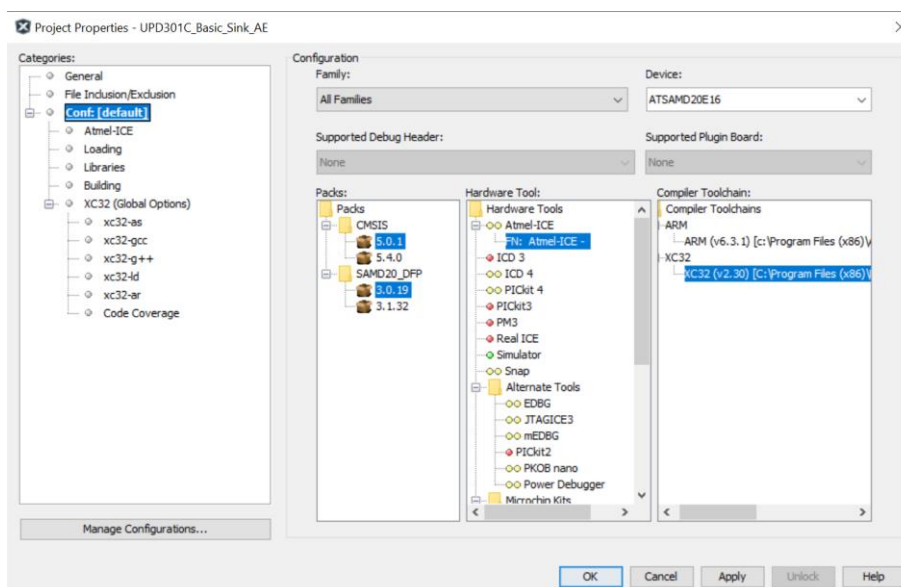 Project Properties - UPD301C_Basic_Sink_AE
Categories:
General
File Inclusion/Exclusion
Conf: [default]
Atmel-ICE
Loading
Libraries
Building
XC32 (Global Options)
xc32-as
xc32-gcc
xc32-g++
xc32-ld
xc32-ar
Code Coverage
Manage Configurations...
Configuration
Family:
Device:
All Families
ATSAMD20E16
Supported Debug Header:
Supported Plugin Board:
None
None
Packs:
Packs
CMSIS
5.0.1
5.4.0
SAMD20_DFP
3.0.19
3.1.32
Hardware Tool:
Hardware Tools
Atmel-ICE
FN: Atmel-ICE -
ICD 3
ICD 4
PICkit 4
PICkit3
PM3
Real ICE
Simulator
Snap
Alternate Tools
EDBG
JTAGICE3
mEDBG
PICkit2
PKOB nano
Power Debugger
Microchip Kits
Compiler Toolchain:
Compiler Toolchains
ARM
ARM (v6.3.1) [c:\Program Files (x86)\
XC32
XC32 (v2.30) [C:\Program Files (x86)\
OK
Cancel
Apply
Unlock
Help